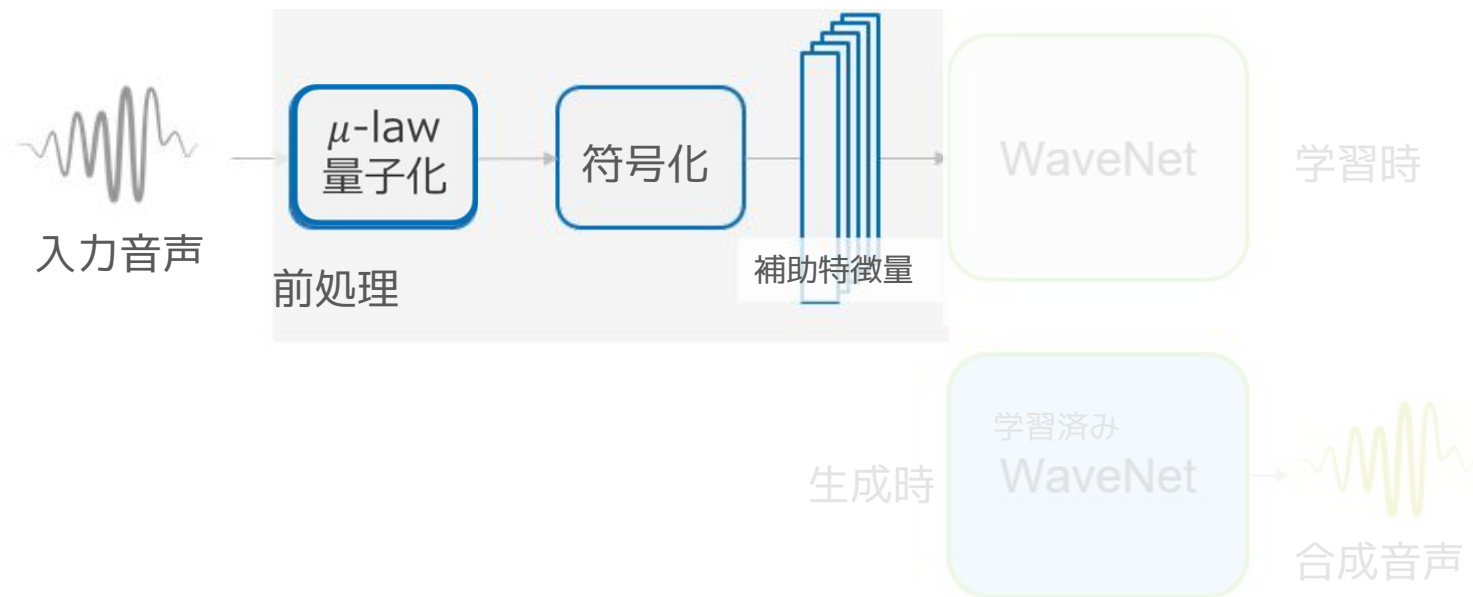 μ-law
量子化
符号化
WaveNet
学習時
入力音声
前処理
補助特徴量
学習済み
WaveNet
生成時
合成音声